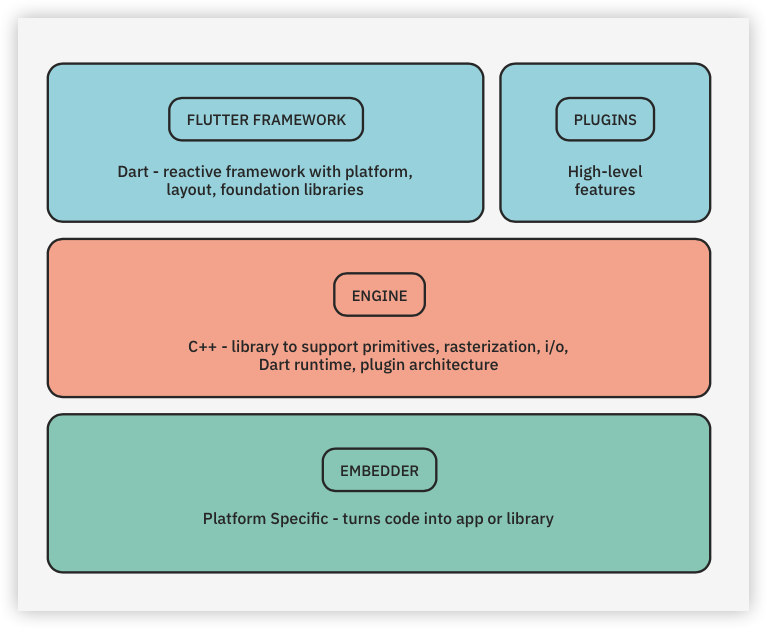 FLUTTER FRAMEWORK
Dart - reactive framework with platform,
layout, foundation libraries
PLUGINS
High-level
features
ENGINE
C++ - library to support primitives, rasterization, i/o,
Dart runtime, plugin architecture
EMBEDDER
Platform Specific - turns code into app or library